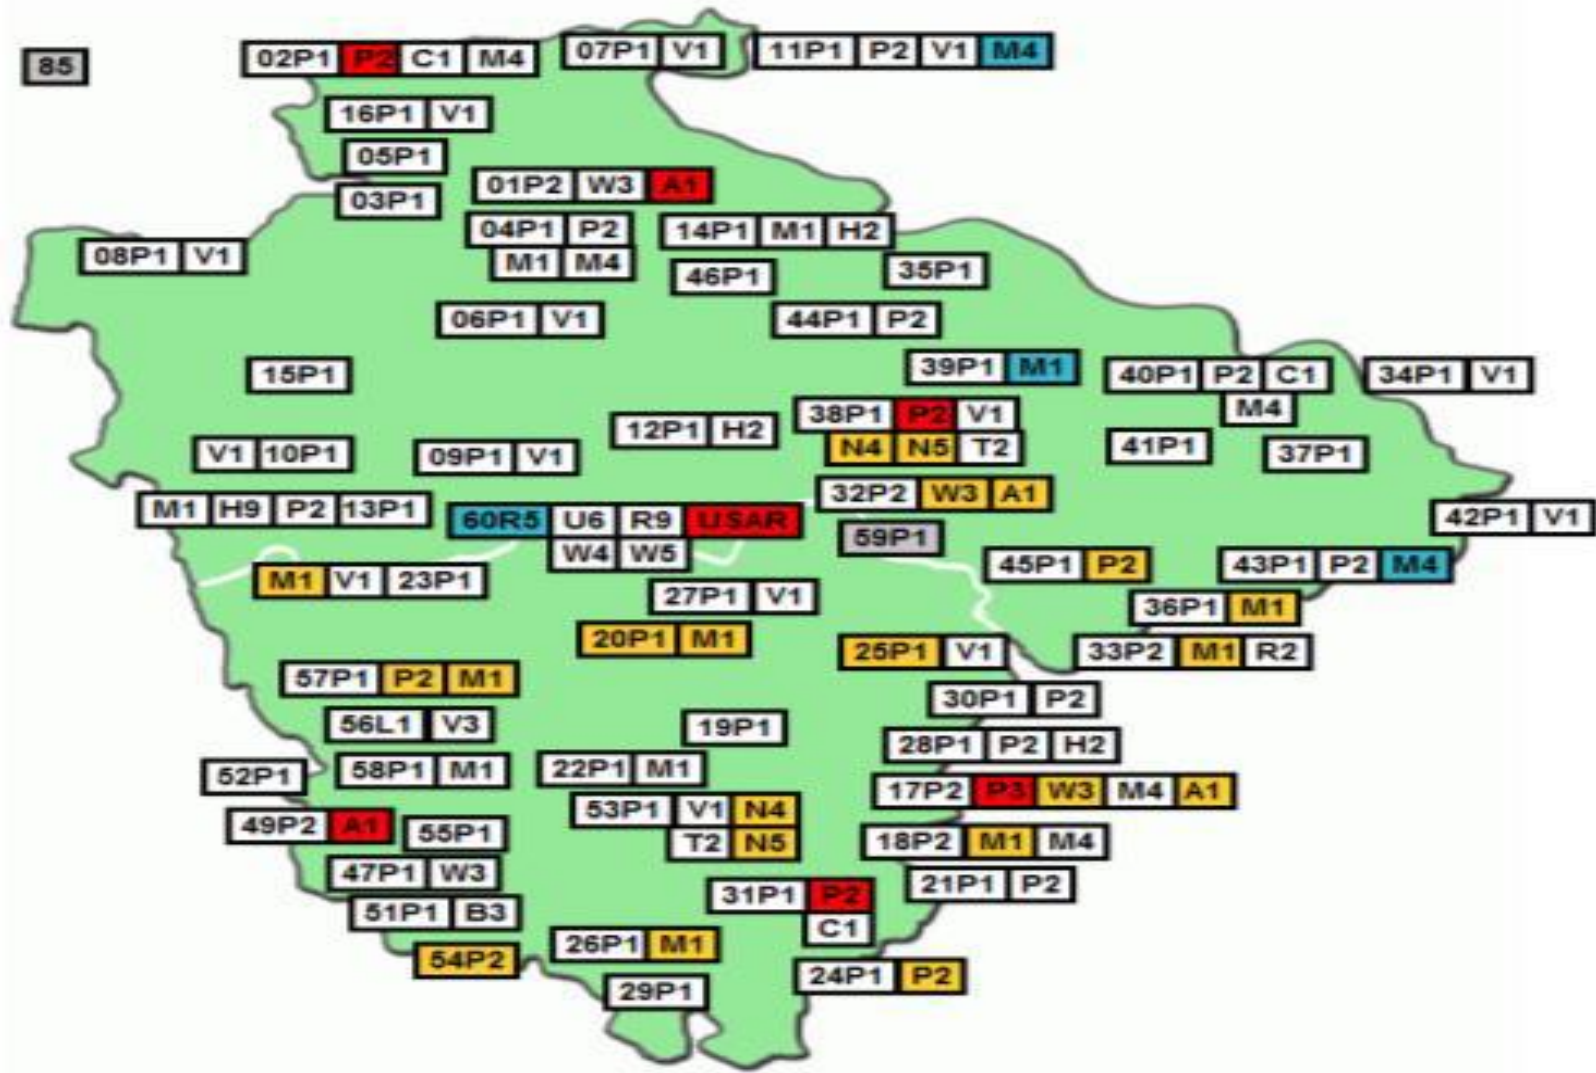 85
02P1 P2 C1 M4
07P1 V1
11P1 P2 V1 M4
16P1 V1
05P1
01P2 W3 A1
03P1
04P1 P2
M1 M4
14P1 M1 H2
08P1 V1
46P1
35P1
06P1 V1
44P1 P2
15P1
39P1 M1
40P1 P2 C1
M4
34P1 V1
38P1 P2 V1
N4 N5 T2
12P1 H2
41P1
37P1
V1 10P1
09P1 V1
32P2 W3 A1
M1 H9 P2 13P1
60R5 U6 R9 USAR
W4 W5
42P1 V1
59P1
45P1 P2
43P1 P2 M4
M1 V1 23P1
27P1 V1
36P1 M1
20P1 M1
25P1 V1
33P2 M1 R2
57P1 P2 M1
30P1 P2
56L1 V3
19P1
28P1 P2 H2
52P1
58P1 M1
22P1 M1
17P2 P3 W3 M4 A1
53P1 V1 N4
T2 N5
49P2 A1
55P1
18P2 M1 M4
47P1 W3
21P1 P2
31P1 P2
C1
51P1 B3
26P1 M1
54P2
24P1 P2
29P1